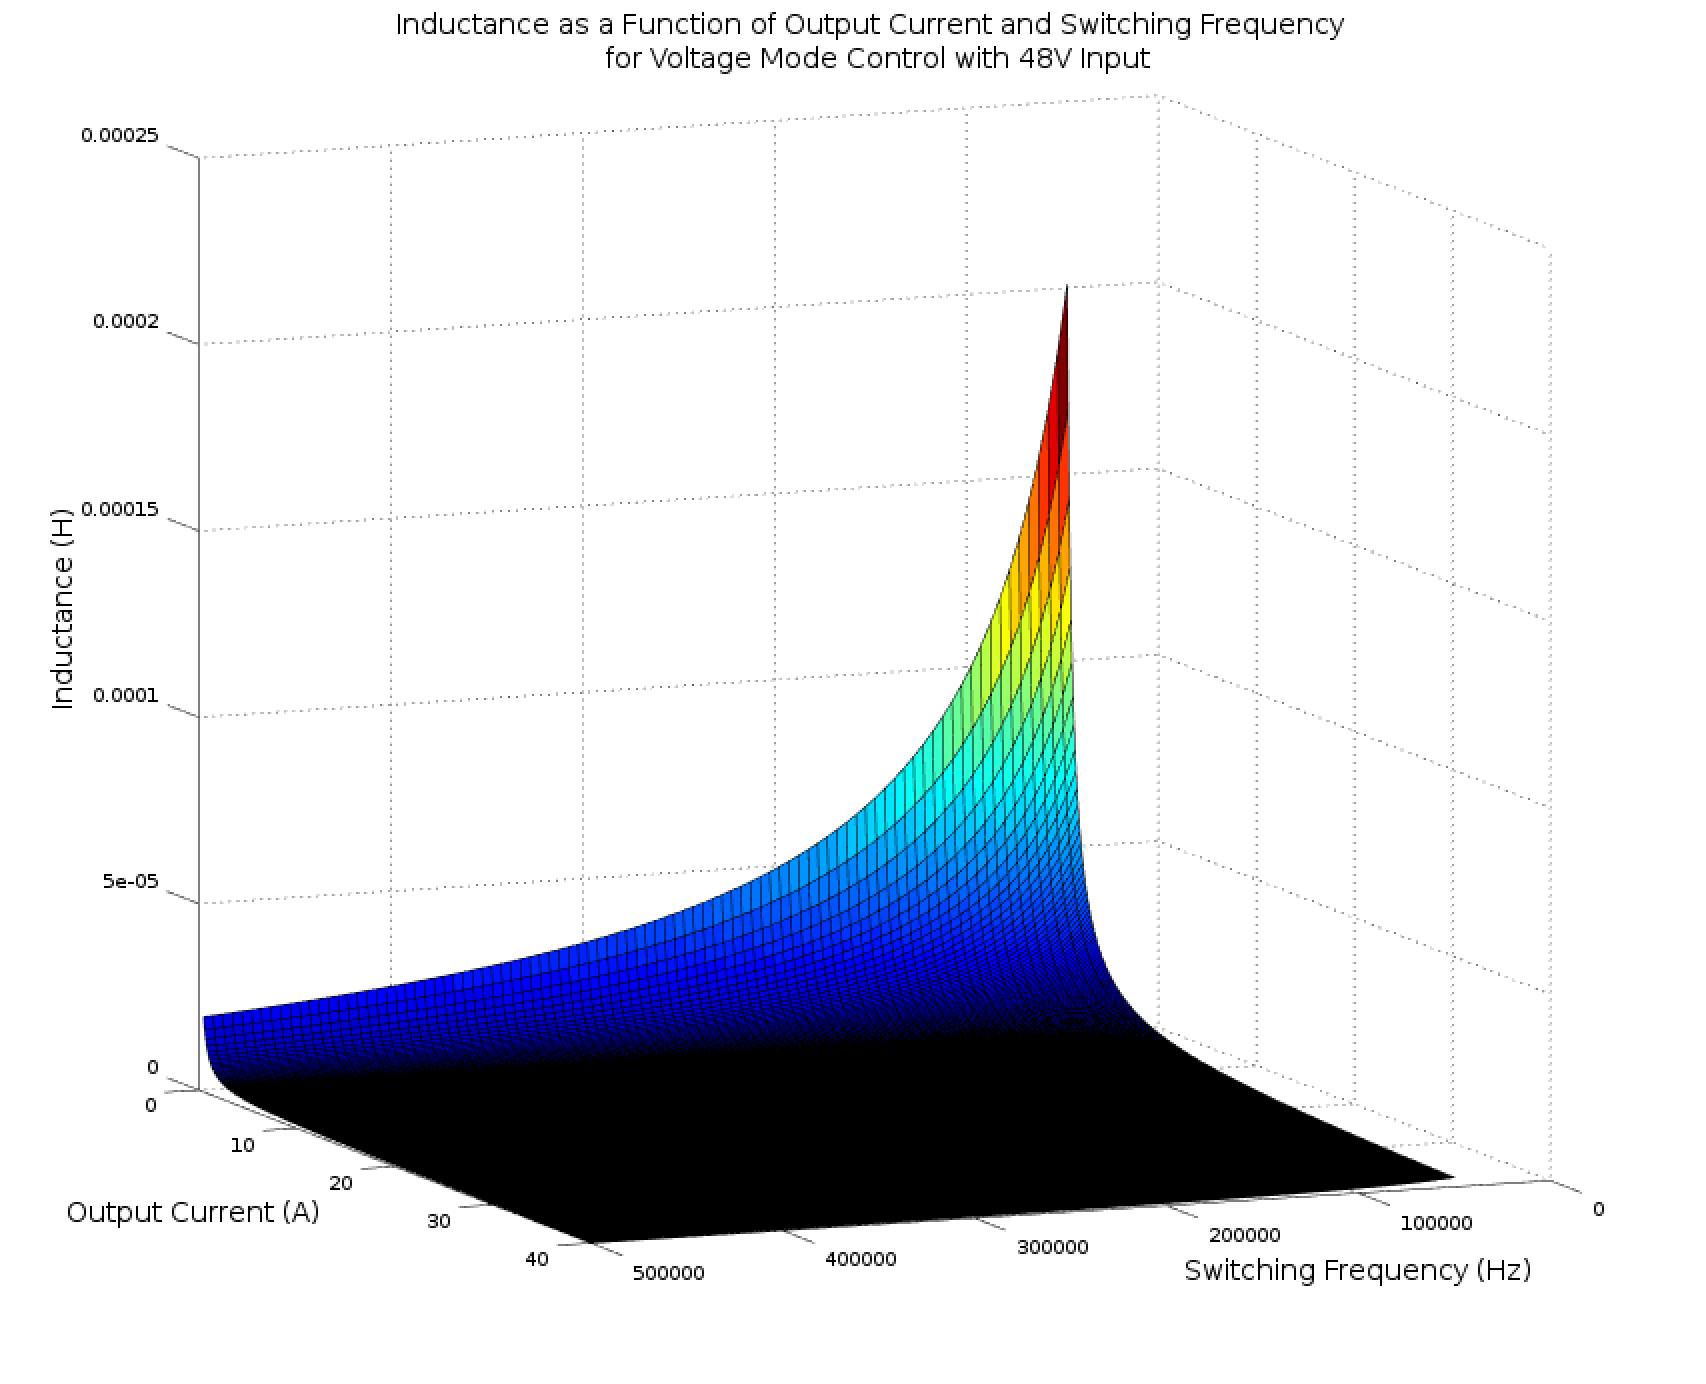 Inductance as a Function of Output Current and Switching Frequency
for Voltage Mode Control with 48V Input
0.00025
0.0002
0.00015
0.0001
5e-05
0
Inductance (H)
0
10
20
30
40
Output Current (A)
500000
400000
300000
200000
100000
0
Switching Frequency (Hz)